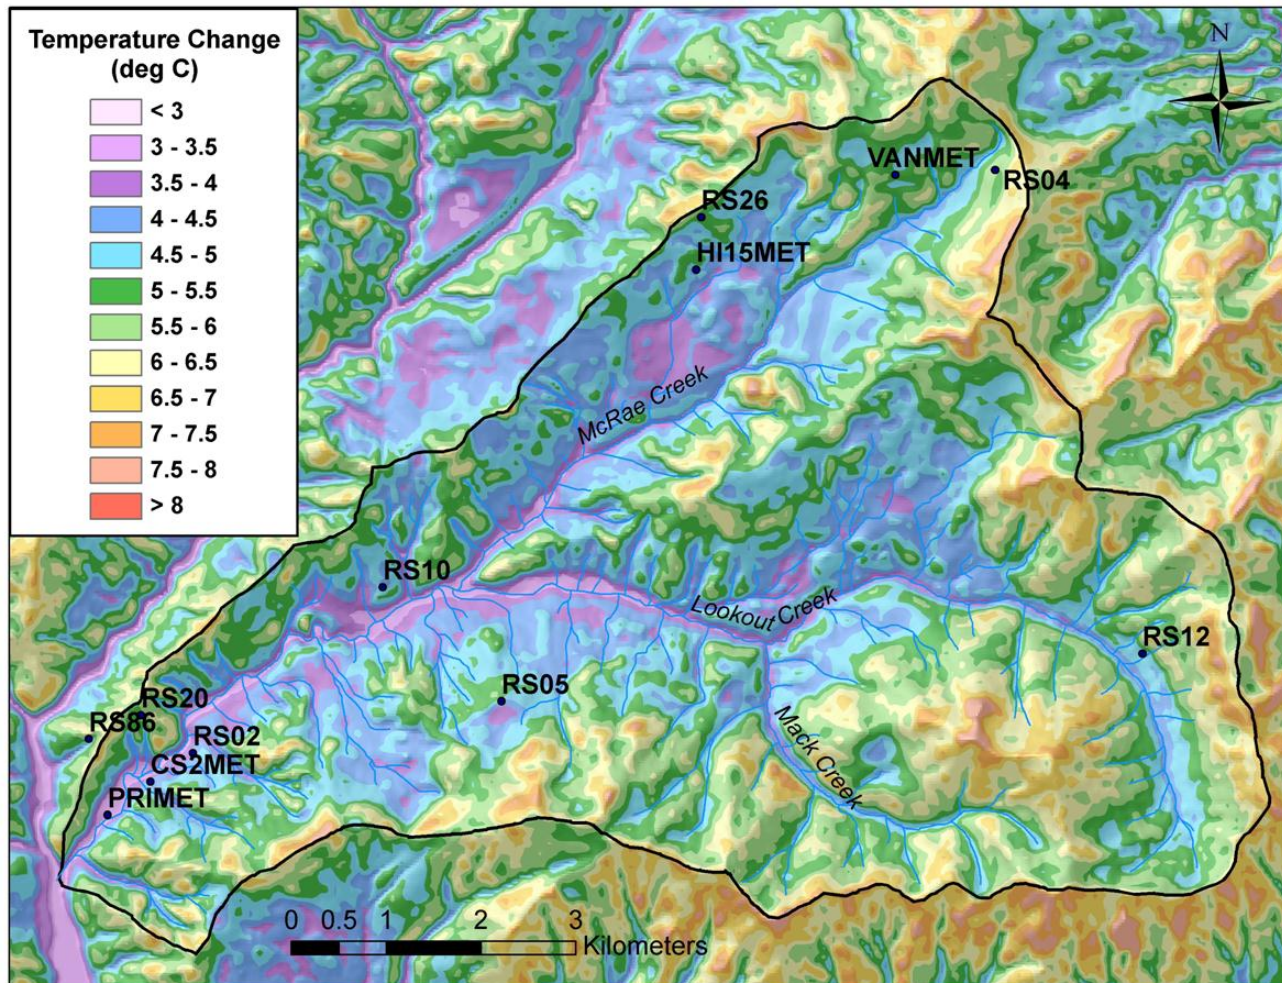 Temperature Change
(deg C)
< 3
3 - 3.5
3.5 - 4
4 - 4.5
4.5 - 5
5 - 5.5
5.5 - 6
6 - 6.5
6.5 - 7
7 - 7.5
7.5 - 8
> 8
N
VANMET
RS04
RS26
HI15MET
McRae Creek
RS10
Lookout Creek
RS12
RS05
RS20
RS86
RS02
Mack Creek
CS2MET
PRIMET
0 0.5 1 2 3
Kilometers